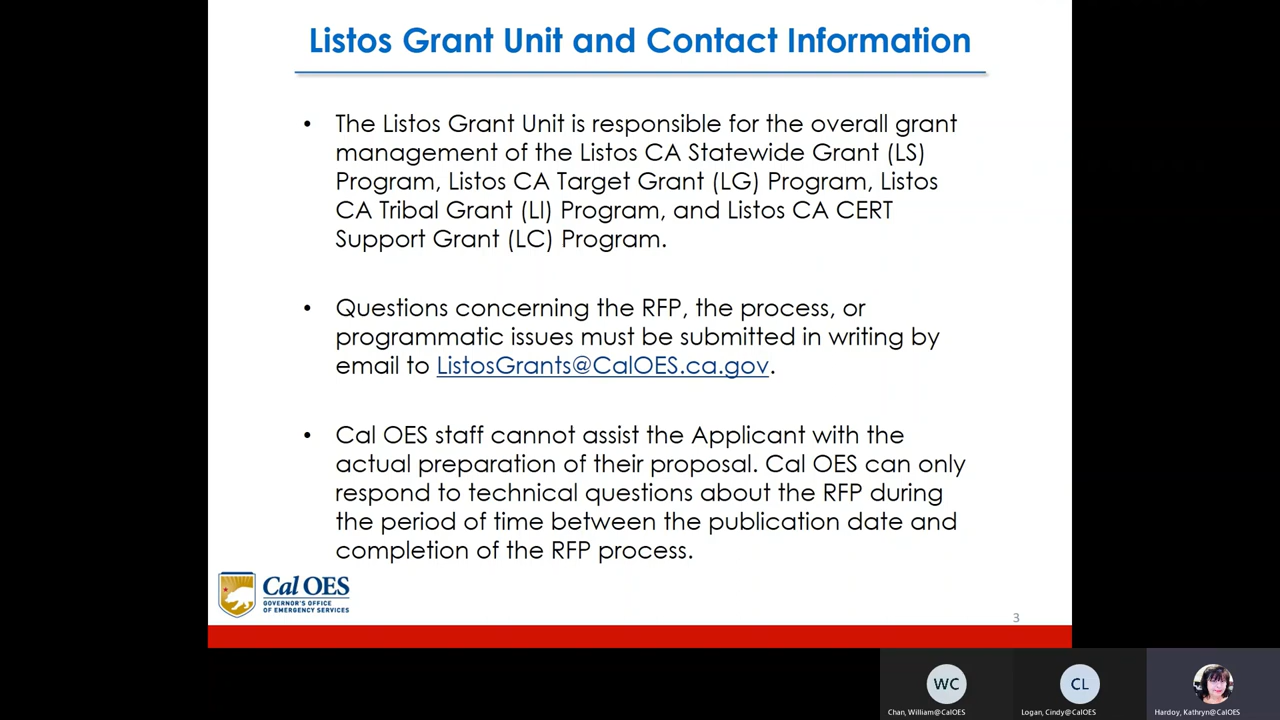 Listos Grant Unit and Contact Information
• The Listos Grant Unit is responsible for the overall grant
management of the Listos CA Statewide Grant (LS)
Program, Listos CA Target Grant (LG) Program, Listos
CA Tribal Grant (LI) Program, and Listos CA CERT
Support Grant (LC) Program.
• Questions concerning the RFP, the process, or
programmatic issues must be submitted in writing by
email to ListosGrants@CalOES.ca.gov.
• Cal OES staff cannot assist the Applicant with the
actual preparation of their proposal. Cal OES can only
respond to technical questions about the RFP during
the period of time between the publication date and
completion of the RFP process.
Cal OES
GOVERNOR'S OFFICE
OF EMERGENCY SERVICES
3
WC
CL
Chan, William@CalOES
Logan, Cindy@CalOES
Hardoy, Kathryn@CalOES